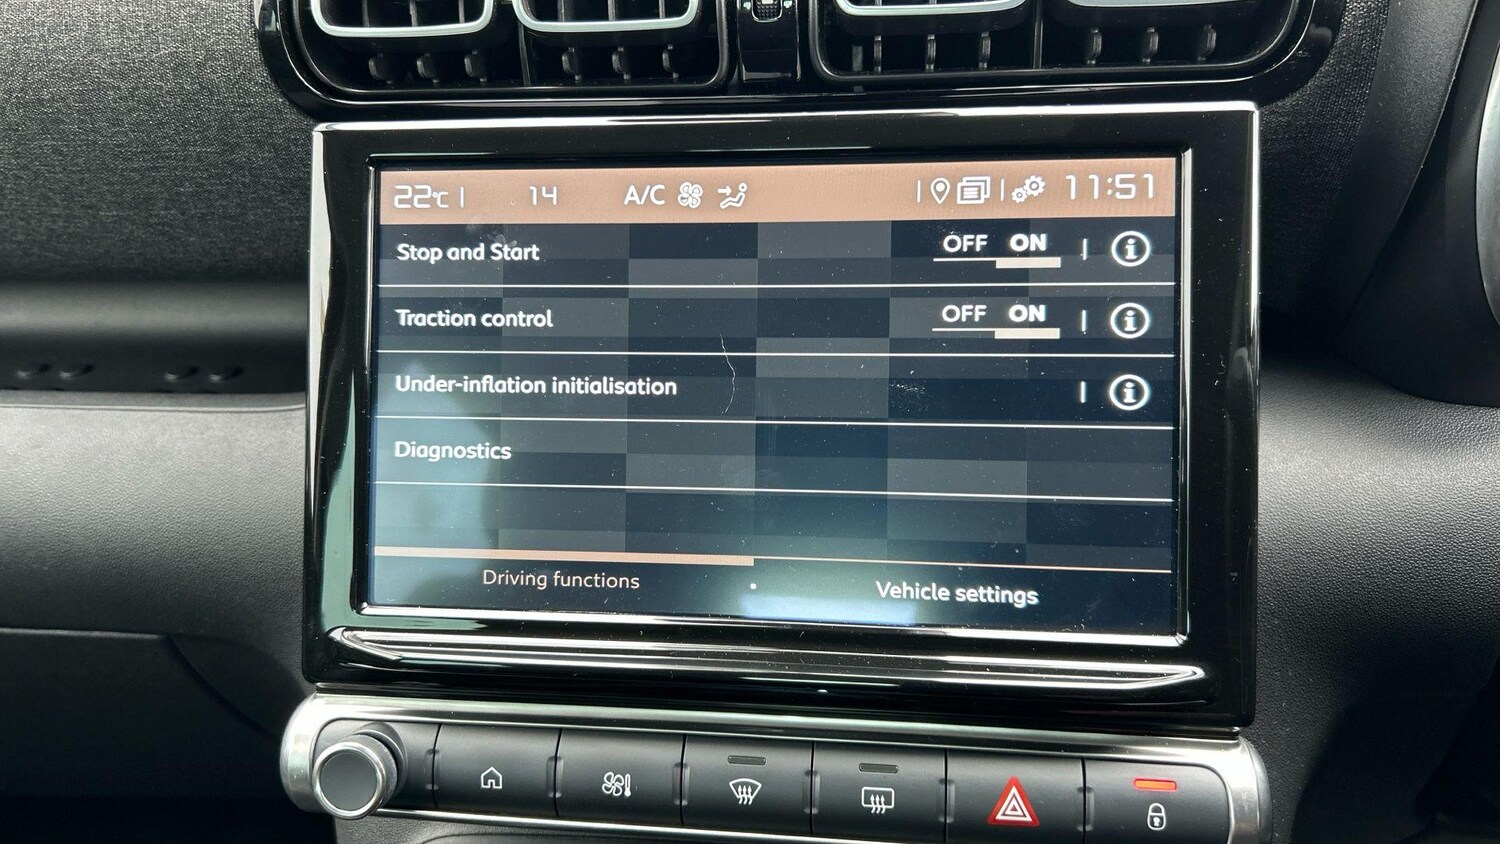 22°C 14 A/C 11:51
Stop and Start OFF ON
Traction control OFF ON
Under-inflation initialisation
Diagnostics
Driving functions Vehicle settings